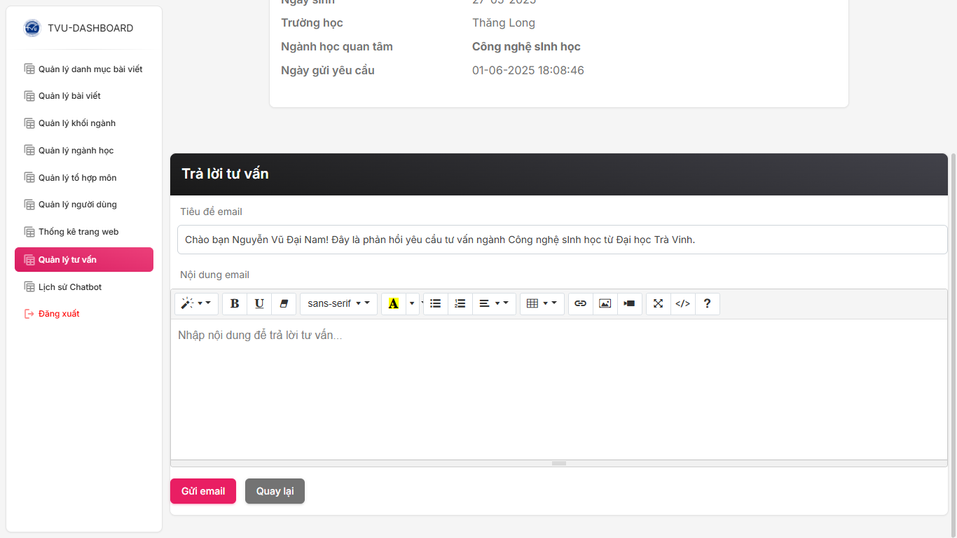 TVU-DASHBOARD
Quản lý danh mục bài viết
Quản lý bài viết
Quản lý khối ngành
Quản lý ngành học
Quản lý tổ hợp môn
Quản lý người dùng
Thống kê trang web
Quản lý tư vấn
Lịch sử Chatbot
Đăng xuất
Ngày sinh 27-05-2025
Trường học Thăng Long
Ngành học quan tâm Công nghệ sInh học
Ngày gửi yêu cầu 01-06-2025 18:08:46
Trả lời tư vấn
Tiêu đề email
Chào bạn Nguyễn Vũ Đại Nam! Đây là phản hồi yêu cầu tư vấn ngành Công nghệ sInh học từ Đại học Trà Vinh.
Nội dung email
B U sans-serif A </> ?
Nhập nội dung để trả lời tư vấn...
Gửi email Quay lại